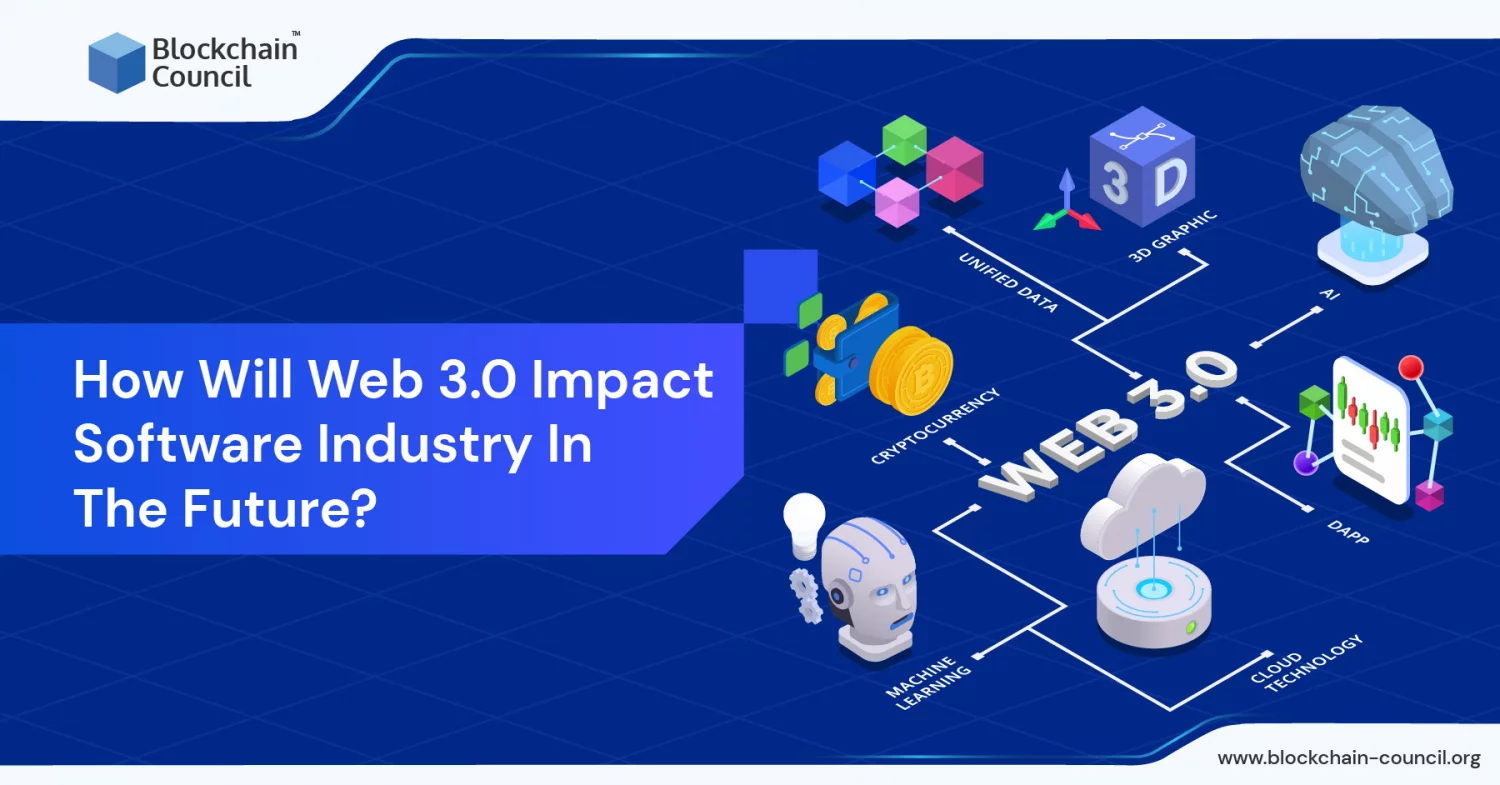 Blockchain™
Council
How Will Web 3.0 Impact
Software Industry In
The Future?
3D
3D GRAPHIC
UNIFIED DATA
AI
CRYPTOCURRENCY
WEB 3.0
DAPP
MACHINE
LEARNING
CLOUD
TECHNOLOGY
www.blockchain-council.org